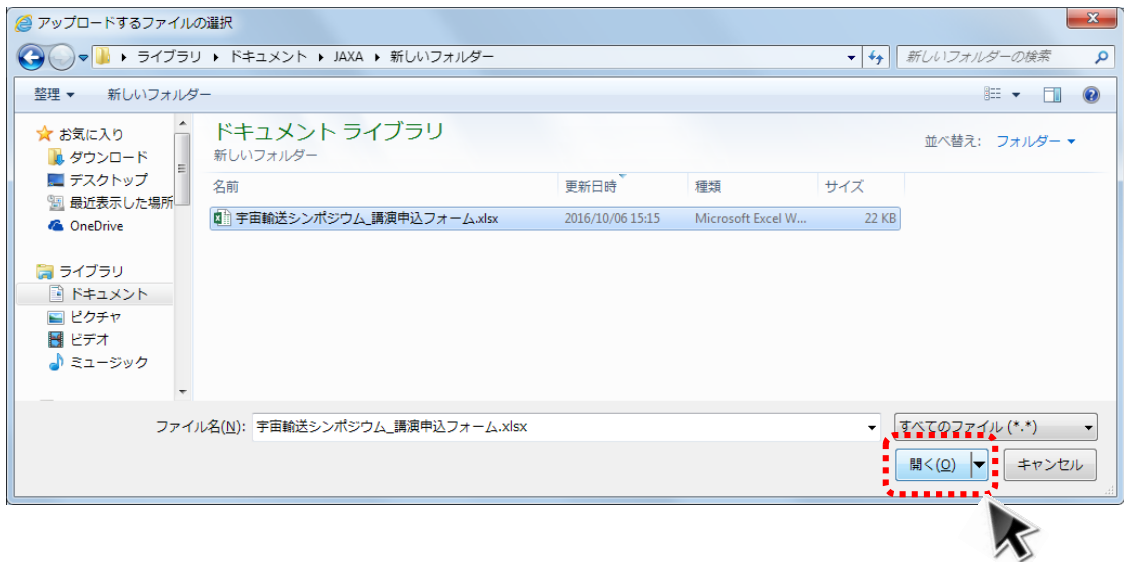 アップロードするファイルの選択
ライブラリ ▸ ドキュメント ▸ JAXA ▸ 新しいフォルダー
新しいフォルダーの検索
整理 ▼ 新しいフォルダー
お気に入り
ダウンロード
デスクトップ
最近表示した場所
OneDrive
ライブラリ
ドキュメント
ピクチャ
ビデオ
ミュージック
ドキュメント ライブラリ
新しいフォルダー
並べ替え: フォルダー ▼
名前 更新日時 種類 サイズ
宇宙輸送シンポジウム_講演申込フォーム.xlsx 2016/10/06 15:15 Microsoft Excel W... 22 KB
ファイル名(N): 宇宙輸送シンポジウム_講演申込フォーム.xlsx
すべてのファイル (*.*)
開く(O) キャンセル